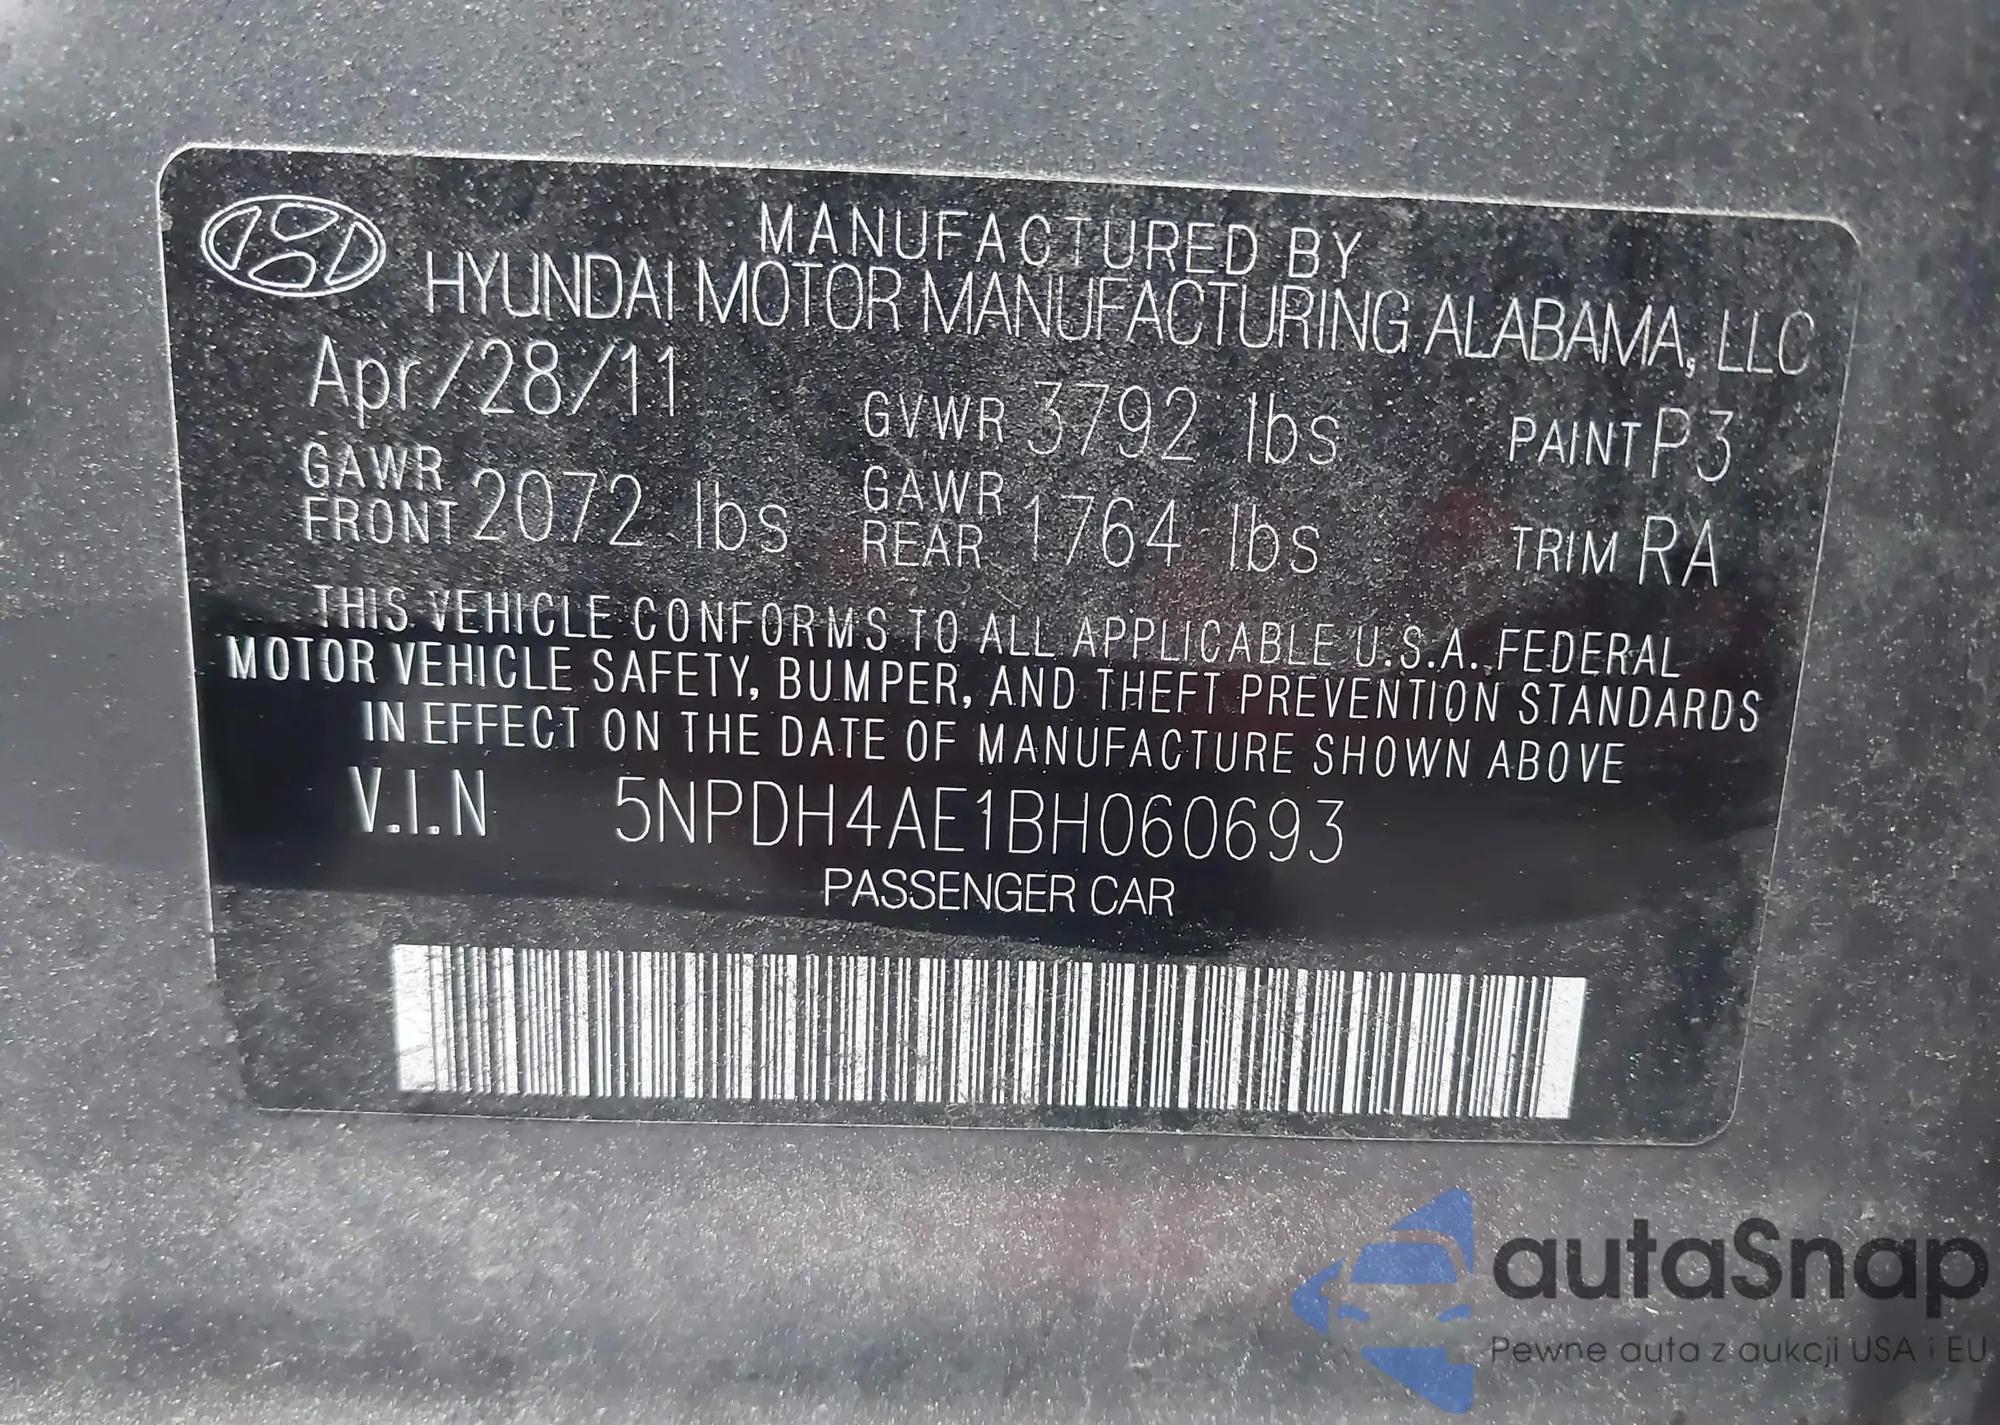 MANUFACTURED BY
HYUNDAI MOTOR MANUFACTURING ALABAMA, LLC
Apr/28/11 GVWR 3792 lbs PAINT P3
GAWR FRONT 2072 lbs GAWR REAR 1764 lbs TRIM RA
THIS VEHICLE CONFORMS TO ALL APPLICABLE U.S.A. FEDERAL
MOTOR VEHICLE SAFETY, BUMPER, AND THEFT PREVENTION STANDARDS
IN EFFECT ON THE DATE OF MANUFACTURE SHOWN ABOVE
V.I.N 5NPDH4AE1BH060693
PASSENGER CAR
autaSnap
Pewne auta z aukcji USA i EU